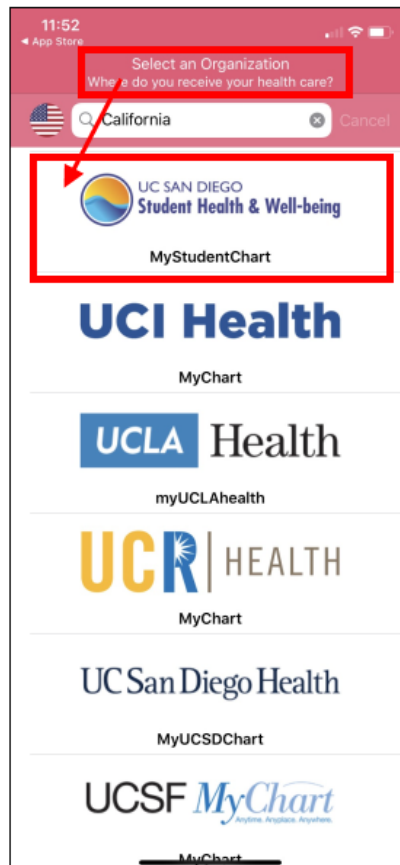 11:52
◀ App Store
Select an Organization
Where do you receive your health care?
California
Cancel
UC SAN DIEGO
Student Health & Well-being
MyStudentChart
UCI Health
MyChart
UCLA Health
myUCLAhealth
UCR HEALTH
MyChart
UC San Diego Health
MyUCSDChart
UCSF MyChart
Anytime. Anyplace. Anywhere.
MyChart